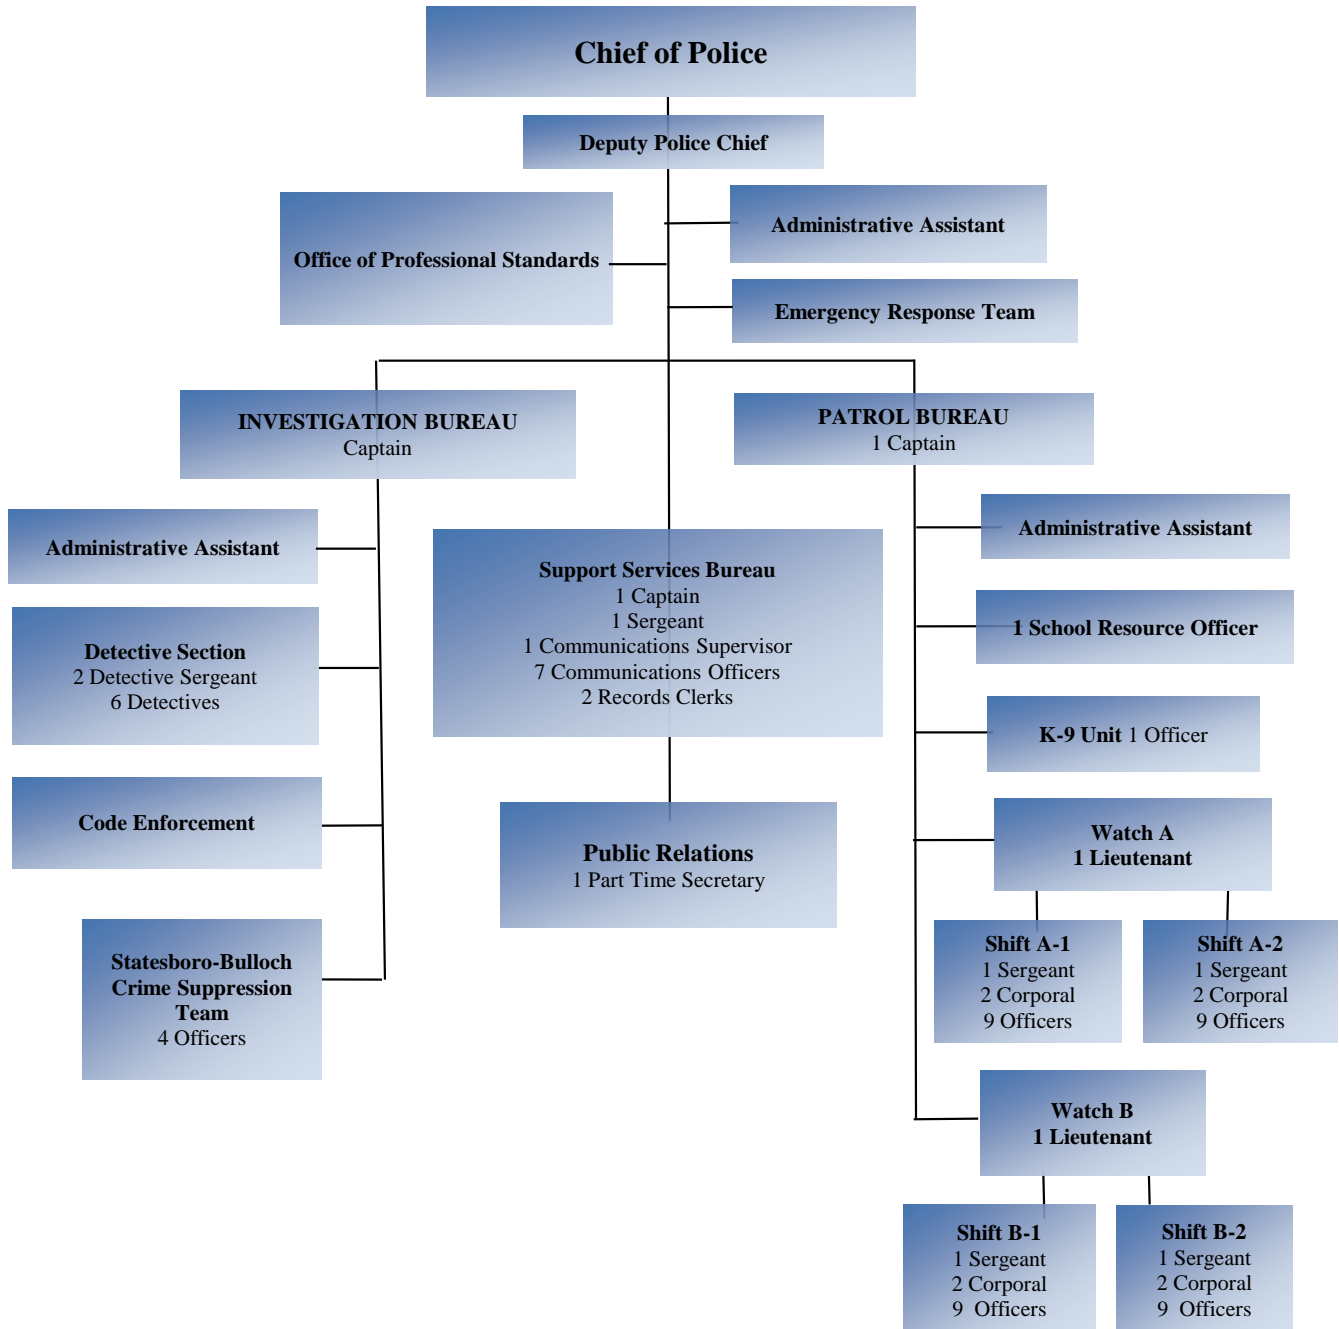 Chief of Police
Deputy Police Chief
Office of Professional Standards
Administrative Assistant
Emergency Response Team
INVESTIGATION BUREAU
Captain
PATROL BUREAU
1 Captain
Administrative Assistant
Detective Section
2 Detective Sergeant
6 Detectives
Code Enforcement
Statesboro-Bulloch
Crime Suppression
Team
4 Officers
Support Services Bureau
1 Captain
1 Sergeant
1 Communications Supervisor
7 Communications Officers
2 Records Clerks
Public Relations
1 Part Time Secretary
Administrative Assistant
1 School Resource Officer
K-9 Unit 1 Officer
Watch A
1 Lieutenant
Shift A-1
1 Sergeant
2 Corporal
9 Officers
Shift A-2
1 Sergeant
2 Corporal
9 Officers
Watch B
1 Lieutenant
Shift B-1
1 Sergeant
2 Corporal
9 Officers
Shift B-2
1 Sergeant
2 Corporal
9 Officers